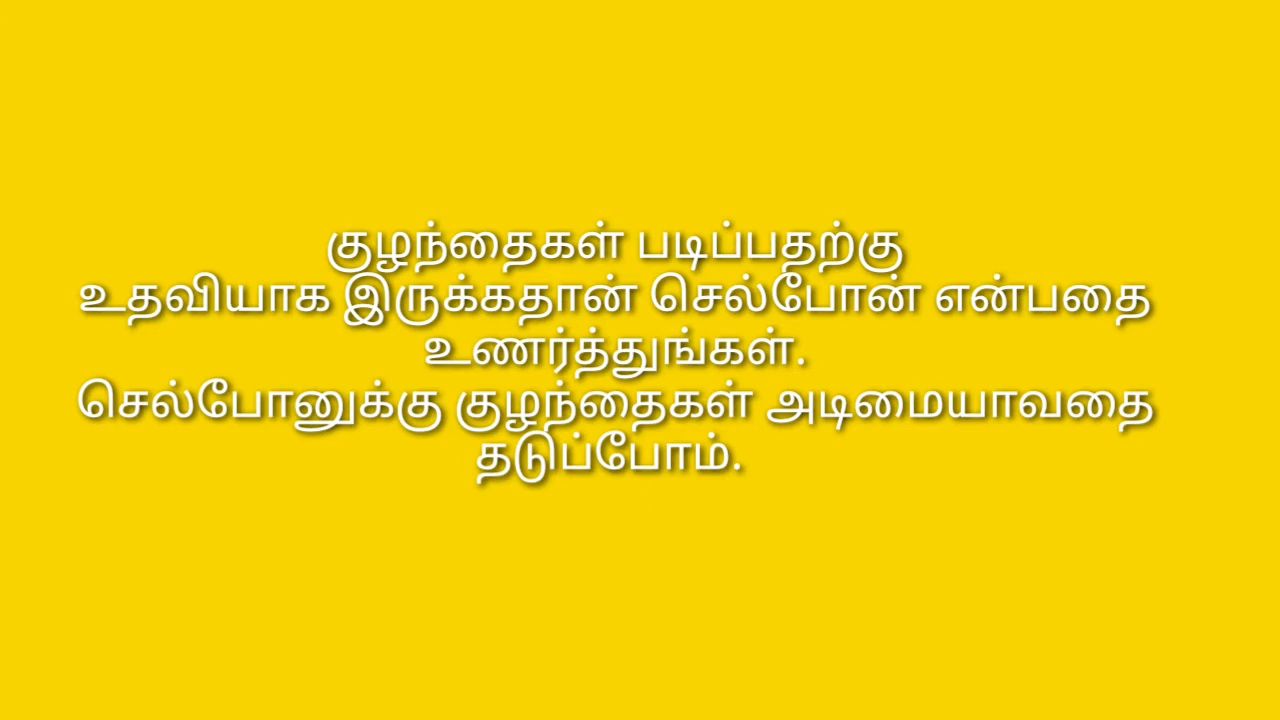 குழந்தைகள் படிப்பதற்கு
உதவியாக இருக்கதான் செல்போன் என்பதை
உணர்த்துங்கள்.
செல்போனுக்கு குழந்தைகள் அடிமையாவதை
தடுப்போம்.